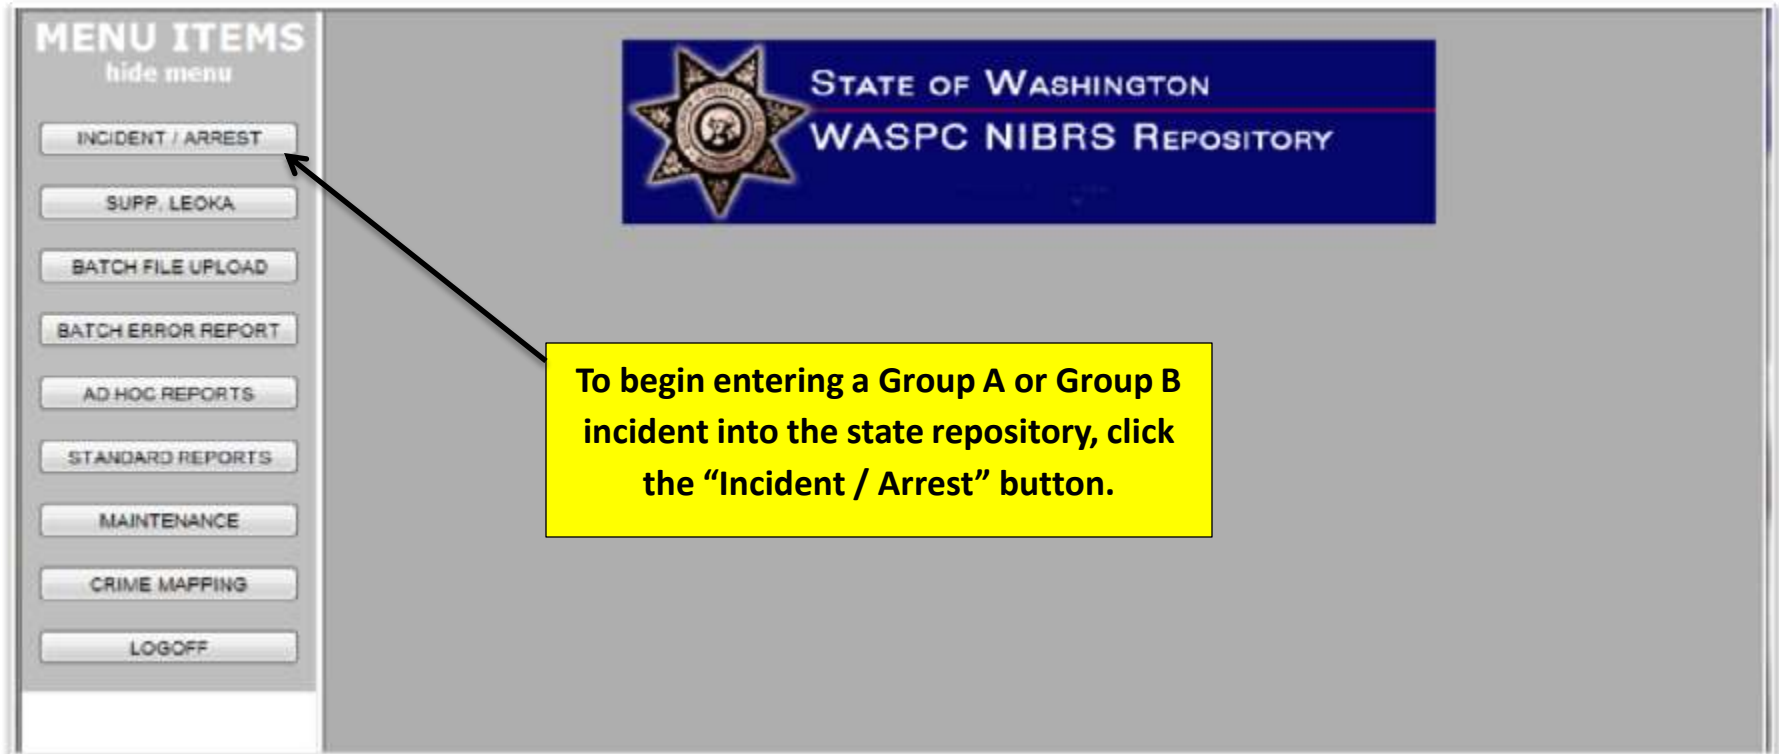 MENU ITEMS
hide menu
INCIDENT / ARREST
SUPP. LEOKA
BATCH FILE UPLOAD
BATCH ERROR REPORT
AD HOC REPORTS
STANDARD REPORTS
MAINTENANCE
CRIME MAPPING
LOGOFF
STATE OF WASHINGTON
WASPC NIBRS REPOSITORY
To begin entering a Group A or Group B
incident into the state repository, click
the “Incident / Arrest” button.